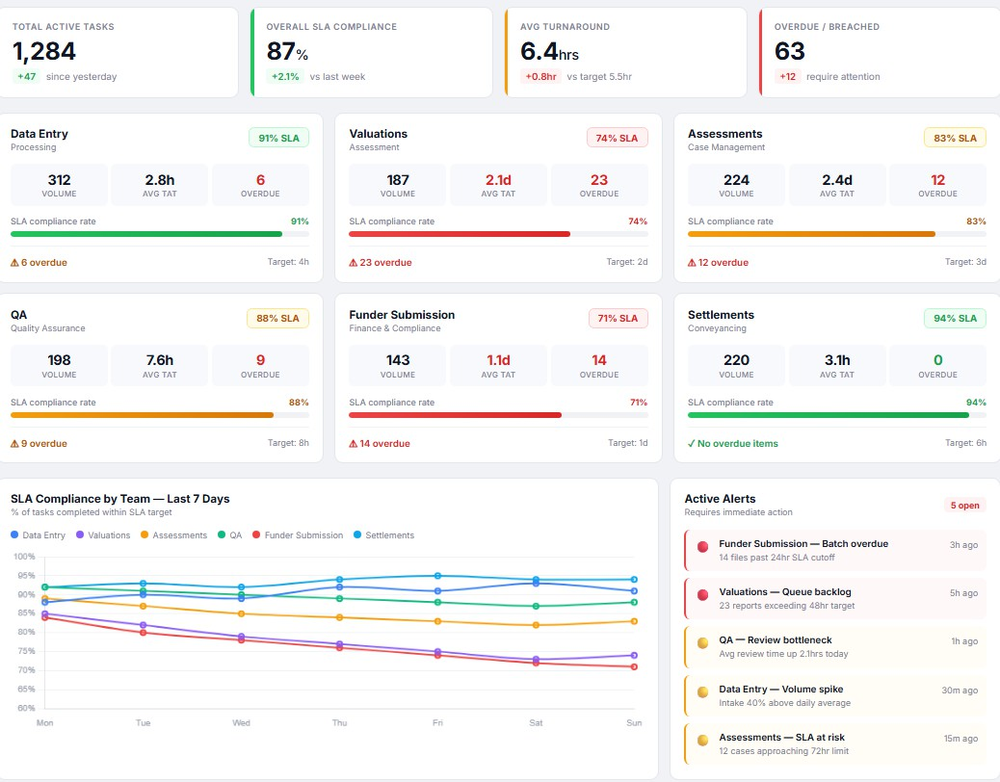 TOTAL ACTIVE TASKS
1,284
+47 since yesterday
OVERALL SLA COMPLIANCE
87%
+2.1% vs last week
AVG TURNAROUND
6.4hrs
+0.8hr vs target 5.5hr
OVERDUE / BREACHED
63
+12 require attention
Data Entry
Processing
91% SLA
312 2.8h 6
VOLUME AVG TAT OVERDUE
SLA compliance rate 91%
⚠ 6 overdue Target: 4h
Valuations
Assessment
74% SLA
187 2.1d 23
VOLUME AVG TAT OVERDUE
SLA compliance rate 74%
⚠ 23 overdue Target: 2d
Assessments
Case Management
83% SLA
224 2.4d 12
VOLUME AVG TAT OVERDUE
SLA compliance rate 83%
⚠ 12 overdue Target: 3d
QA
Quality Assurance
88% SLA
198 7.6h 9
VOLUME AVG TAT OVERDUE
SLA compliance rate 88%
⚠ 9 overdue Target: 8h
Funder Submission
Finance & Compliance
71% SLA
143 1.1d 14
VOLUME AVG TAT OVERDUE
SLA compliance rate 71%
⚠ 14 overdue Target: 1d
Settlements
Conveyancing
94% SLA
220 3.1h 0
VOLUME AVG TAT OVERDUE
SLA compliance rate 94%
✓ No overdue items Target: 6h
SLA Compliance by Team — Last 7 Days
% of tasks completed within SLA target
Data Entry Valuations Assessments QA Funder Submission Settlements
100%
95%
90%
85%
80%
75%
70%
65%
60%
Mon Tue Wed Thu Fri Sat Sun
Active Alerts
Requires immediate action
5 open
Funder Submission — Batch overdue 3h ago
14 files past 24hr SLA cutoff
Valuations — Queue backlog 5h ago
23 reports exceeding 48hr target
QA — Review bottleneck 1h ago
Avg review time up 2.1hrs today
Data Entry — Volume spike 30m ago
Intake 40% above daily average
Assessments — SLA at risk 15m ago
12 cases approaching 72hr limit